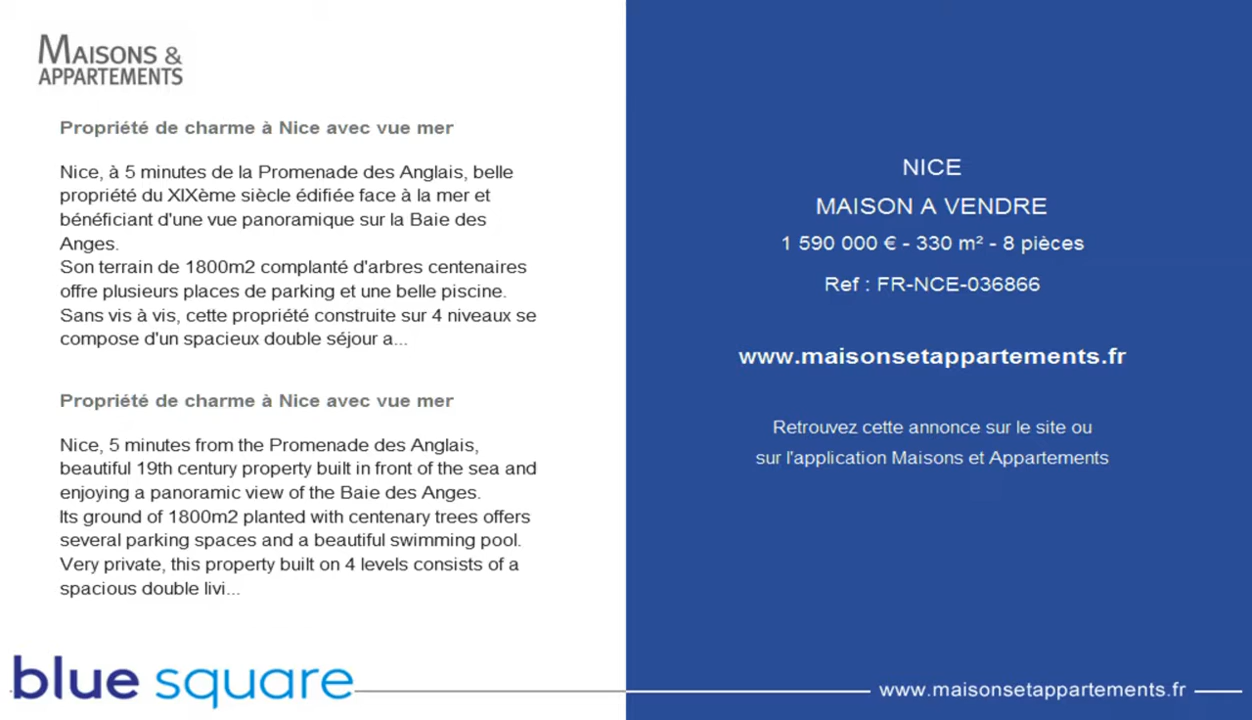 MAISONS &
APPARTEMENTS
Propriété de charme à Nice avec vue mer
Nice, à 5 minutes de la Promenade des Anglais, belle
propriété du XIXème siècle édifiée face à la mer et
bénéficiant d'une vue panoramique sur la Baie des
Anges.
Son terrain de 1800m2 complanté d'arbres centenaires
offre plusieurs places de parking et une belle piscine.
Sans vis à vis, cette propriété construite sur 4 niveaux se
compose d'un spacieux double séjour a...
Propriété de charme à Nice avec vue mer
Nice, 5 minutes from the Promenade des Anglais,
beautiful 19th century property built in front of the sea and
enjoying a panoramic view of the Baie des Anges.
Its ground of 1800m2 planted with centenary trees offers
several parking spaces and a beautiful swimming pool.
Very private, this property built on 4 levels consists of a
spacious double livi...
blue square
NICE
MAISON A VENDRE
1 590 000 € - 330 m² - 8 pièces
Ref : FR-NCE-036866
www.maisonsetappartements.fr
Retrouvez cette annonce sur le site ou
sur l'application Maisons et Appartements
www.maisonsetappartements.fr